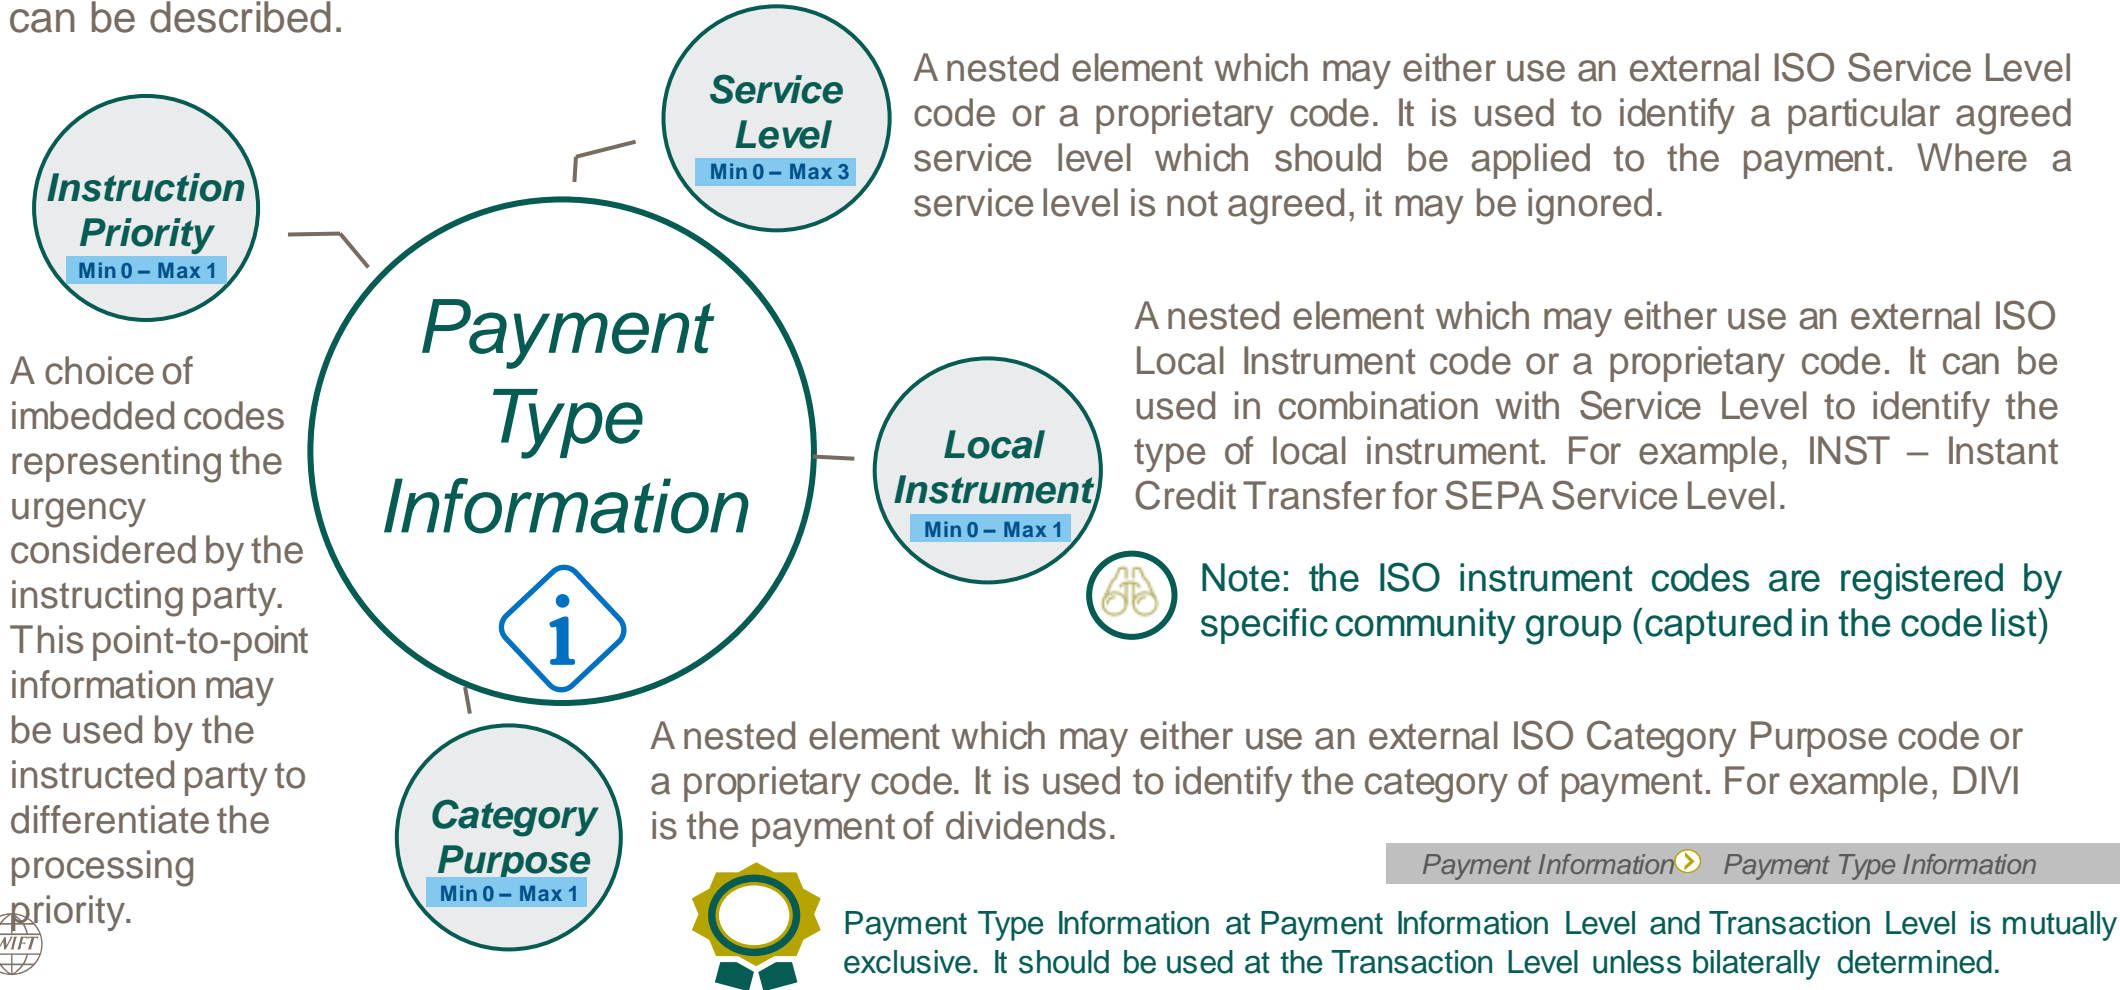 can be described.
Service
Level
Min 0 – Max 3
A nested element which may either use an external ISO Service Level
code or a proprietary code. It is used to identify a particular agreed
service level which should be applied to the payment. Where a
service level is not agreed, it may be ignored.
Instruction
Priority
Min 0 – Max 1
A choice of
imbedded codes
representing the
urgency
considered by the
instructing party.
This point-to-point
information may
be used by the
instructed party to
differentiate the
processing
priority.
Payment
Type
Information
i
Local
Instrument
Min 0 – Max 1
A nested element which may either use an external ISO
Local Instrument code or a proprietary code. It can be
used in combination with Service Level to identify the
type of local instrument. For example, INST – Instant
Credit Transfer for SEPA Service Level.
Note: the ISO instrument codes are registered by
specific community group (captured in the code list)
Category
Purpose
Min 0 – Max 1
A nested element which may either use an external ISO Category Purpose code or
a proprietary code. It is used to identify the category of payment. For example, DIVI
is the payment of dividends.
Payment Information Payment Type Information
Payment Type Information at Payment Information Level and Transaction Level is mutually
exclusive. It should be used at the Transaction Level unless bilaterally determined.